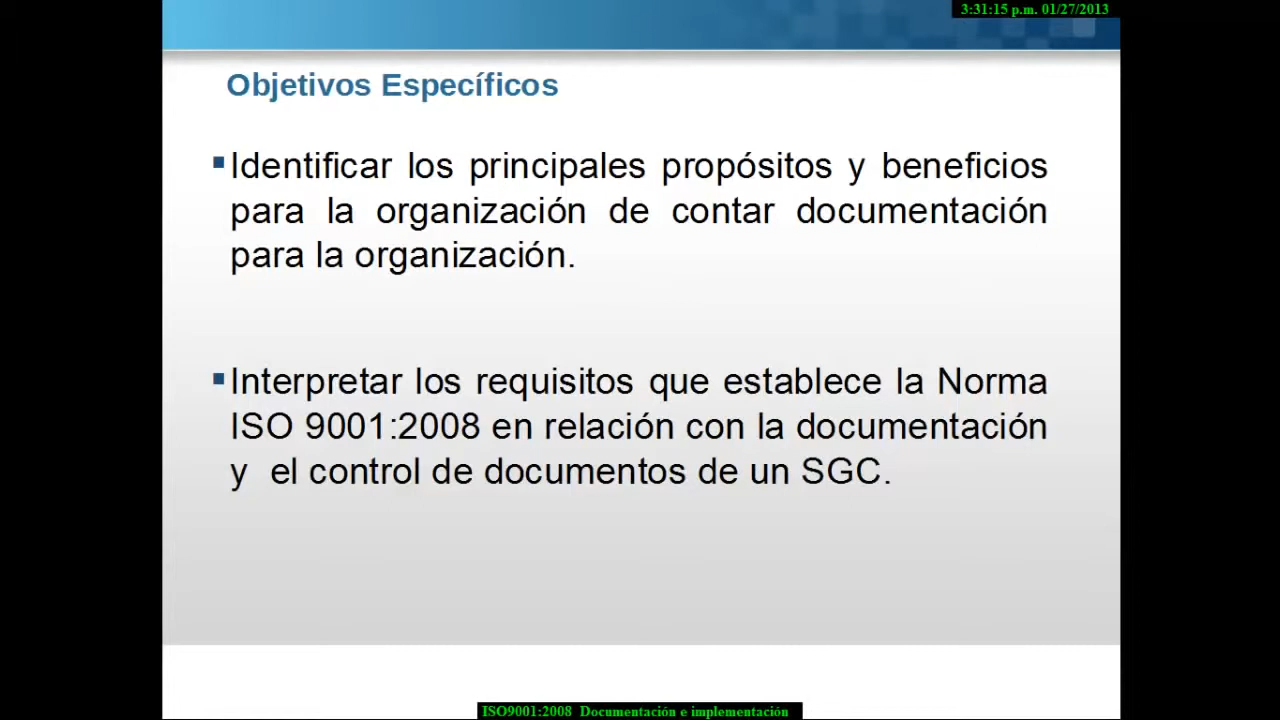 3:31:15 p.m. 01/27/2013
Objetivos Específicos
▪Identificar los principales propósitos y beneficios
para la organización de contar documentación
para la organización.
▪Interpretar los requisitos que establece la Norma
ISO 9001:2008 en relación con la documentación
y el control de documentos de un SGC.
ISO9001:2008 Documentación e implementación